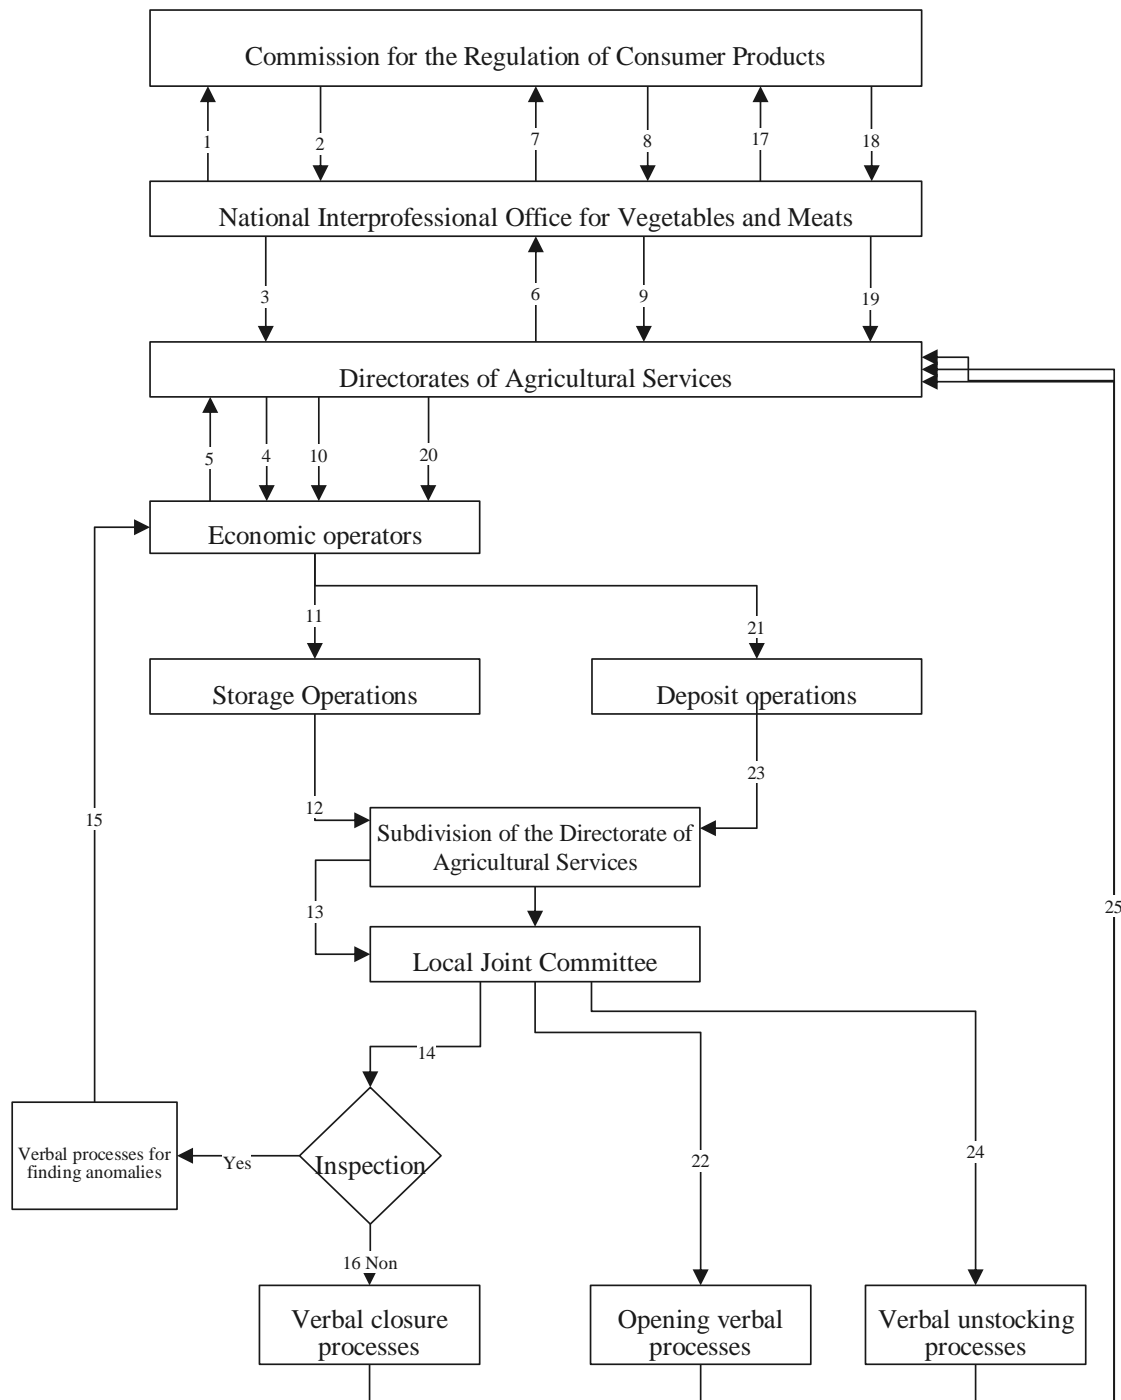 Commission for the Regulation of Consumer Products
1
2
7
8
17
18
National Interprofessional Office for Vegetables and Meats
3
6
9
19
Directorates of Agricultural Services
5
4
10
20
Economic operators
11
21
Storage Operations
Deposit operations
23
12
15
Subdivision of the Directorate of
Agricultural Services
13
25
Local Joint Committee
14
Verbal processes for
finding anomalies
Yes
Inspection
22
24
16 Non
Verbal closure
processes
Opening verbal
processes
Verbal unstocking
processes